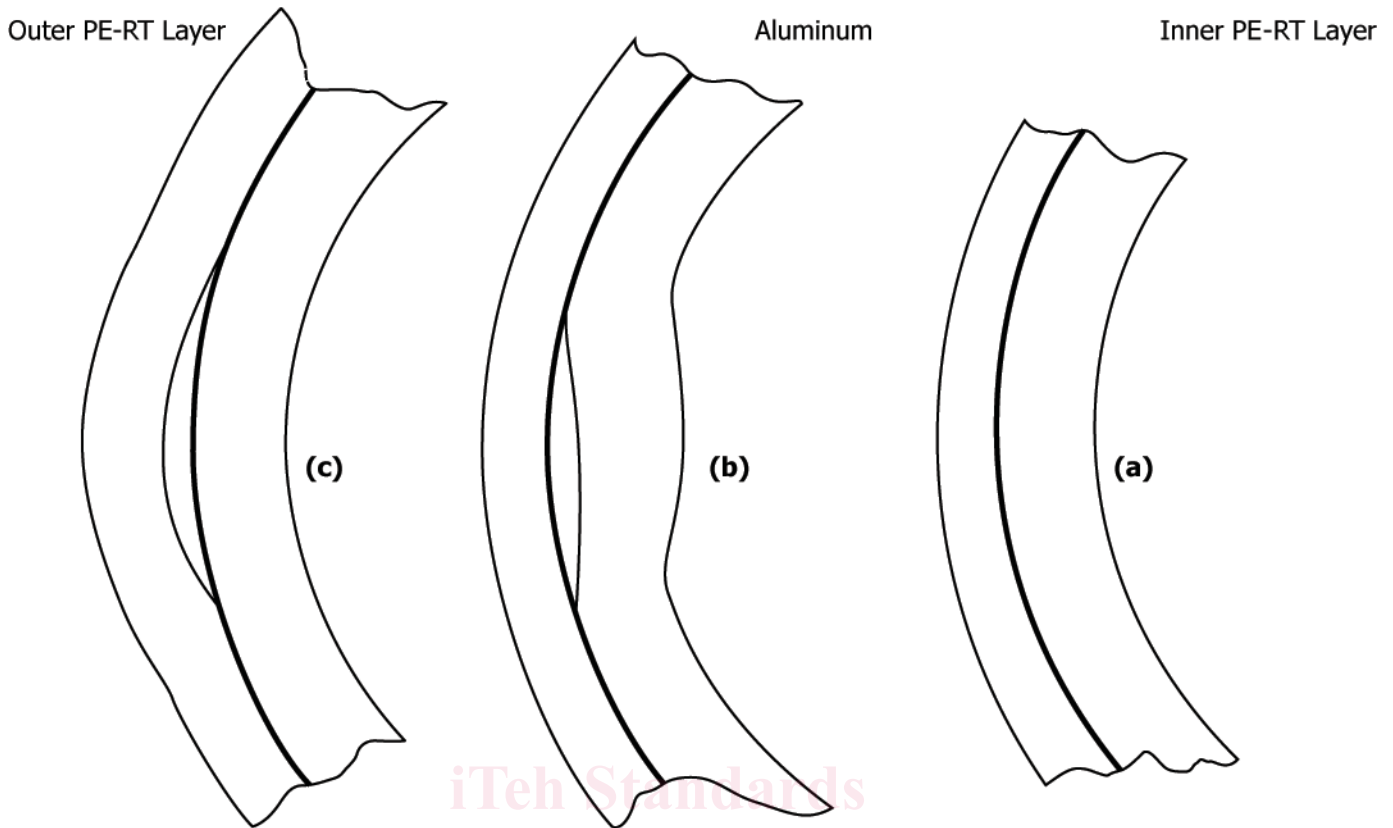 Outer PE-RT Layer
Aluminum
Inner PE-RT Layer
(c)
(b)
(a)
iTeh Standards